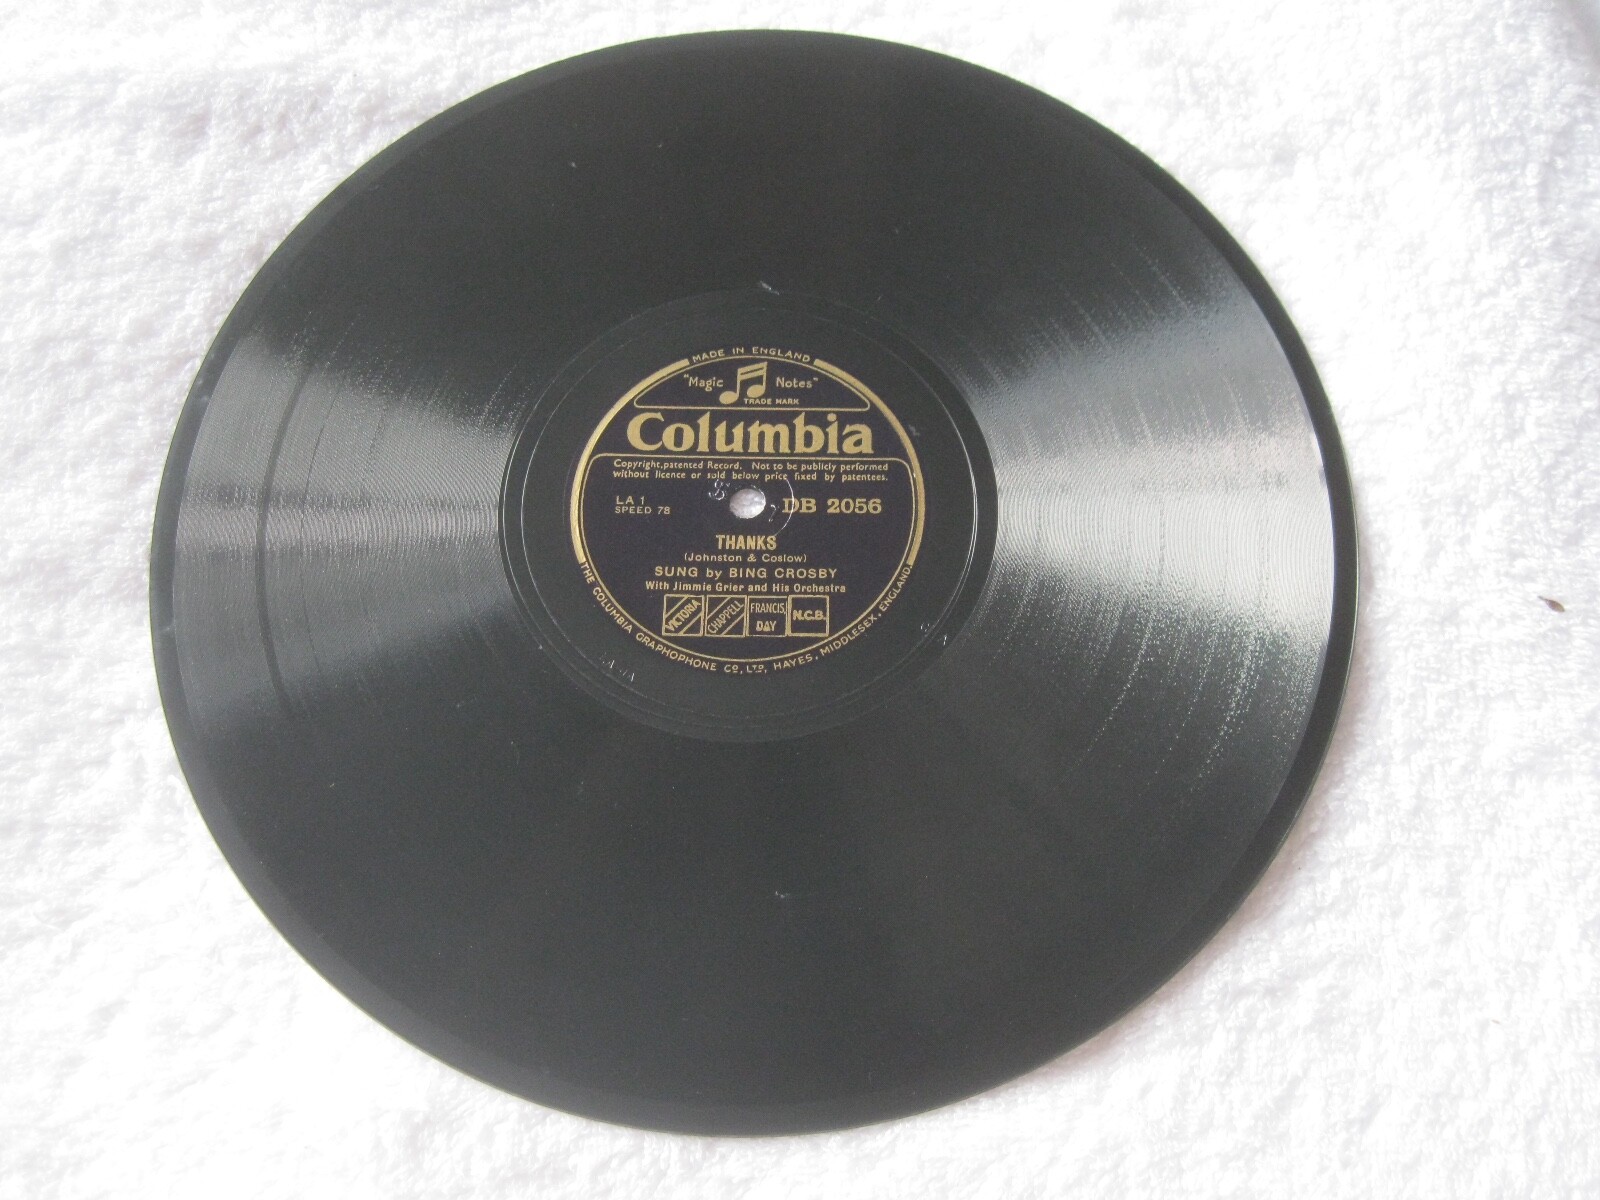 MADE IN ENGLAND
"Magic Notes"
TRADE MARK
Columbia
Copyright, patented Record. Not to be publicly performed
without licence or sold below price fixed by patentees.
LA 1
SPEED 78
DB 2056
THANKS
(Johnston & Coslow)
SUNG by BING CROSBY
With Jimmie Grier and His Orchestra
VICTORIA
CHAPPELL
FRANCIS, DAY
N.C.B.
THE COLUMBIA GRAPHOPHONE CO, LTD, HAYES, MIDDLESEX, ENGLAND.